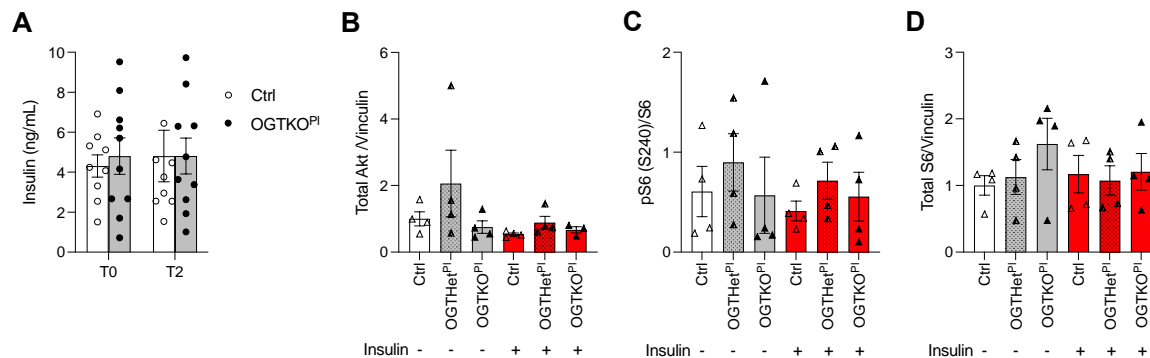 A
Insulin (ng/mL)
10
8
6
4
2
0
T0 T2
Ctrl
OGTKOPI
B
Total Akt /Vinculin
6
4
2
0
Ctrl OGTHetPI OGTKOPI Ctrl OGTHetPI OGTKOPI
Insulin - - - + + +
C
pS6 (S240)/S6
2
1
0
Ctrl OGTHetPI OGTKOPI Ctrl OGTHetPI OGTKOPI
Insulin - - - + + +
D
Total S6/Vinculin
3
2
1
0
Ctrl OGTHetPI OGTKOPI Ctrl OGTHetPI OGTKOPI
Insulin - - - + + +